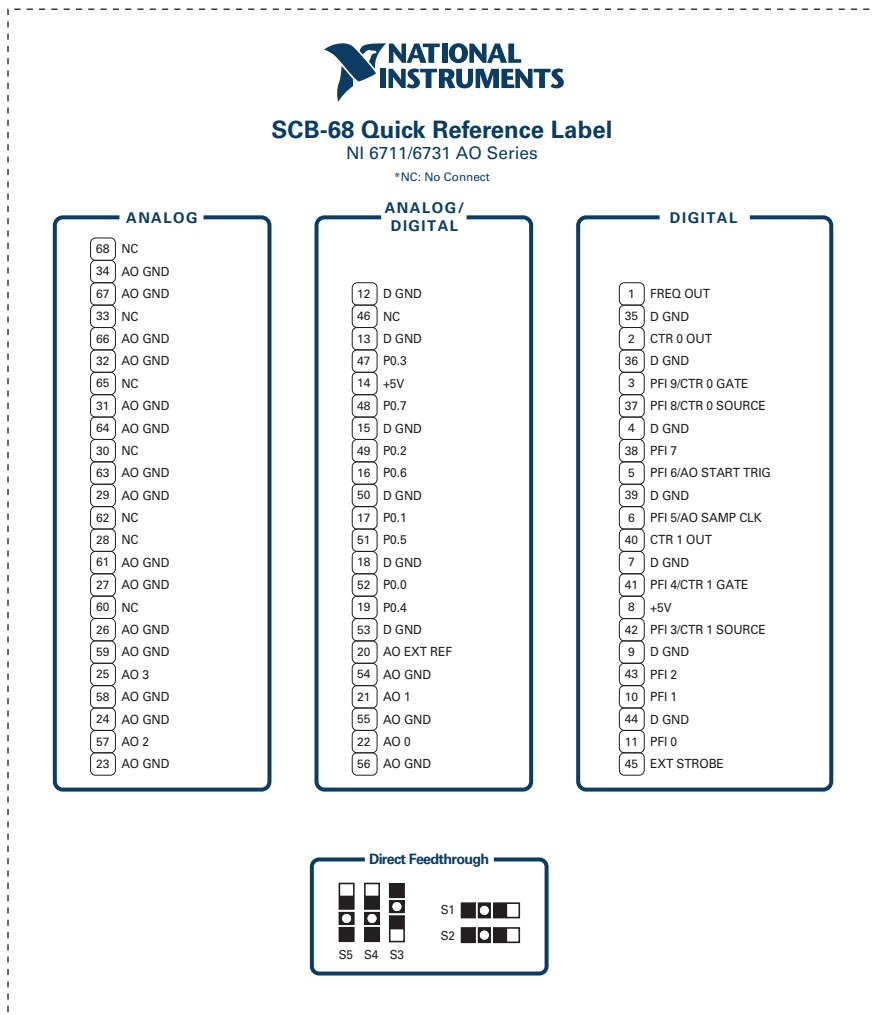 NATIONAL
INSTRUMENTS
SCB-68 Quick Reference Label
NI 6711/6731 AO Series
*NC: No Connect
ANALOG
68 NC
34 AO GND
67 AO GND
33 NC
66 AO GND
32 AO GND
65 NC
31 AO GND
64 AO GND
30 NC
63 AO GND
29 AO GND
62 NC
28 NC
61 AO GND
27 AO GND
60 NC
26 AO GND
59 AO GND
25 AO 3
58 AO GND
24 AO GND
57 AO 2
23 AO GND
ANALOG/
DIGITAL
12 D GND
46 NC
13 D GND
47 P0.3
14 +5V
48 P0.7
15 D GND
49 P0.2
16 P0.6
50 D GND
17 P0.1
51 P0.5
18 D GND
52 P0.0
19 P0.4
53 D GND
20 AO EXT REF
54 AO GND
21 AO 1
55 AO GND
22 AO 0
56 AO GND
DIGITAL
1 FREQ OUT
35 D GND
2 CTR 0 OUT
36 D GND
3 PFI 9/CTR 0 GATE
37 PFI 8/CTR 0 SOURCE
4 D GND
38 PFI 7
5 PFI 6/AO START TRIG
39 D GND
6 PFI 5/AO SAMP CLK
40 CTR 1 OUT
7 D GND
41 PFI 4/CTR 1 GATE
8 +5V
42 PFI 3/CTR 1 SOURCE
9 D GND
43 PFI 2
10 PFI 1
44 D GND
11 PFI 0
45 EXT STROBE
Direct Feedthrough
S1
S2
S5 S4 S3